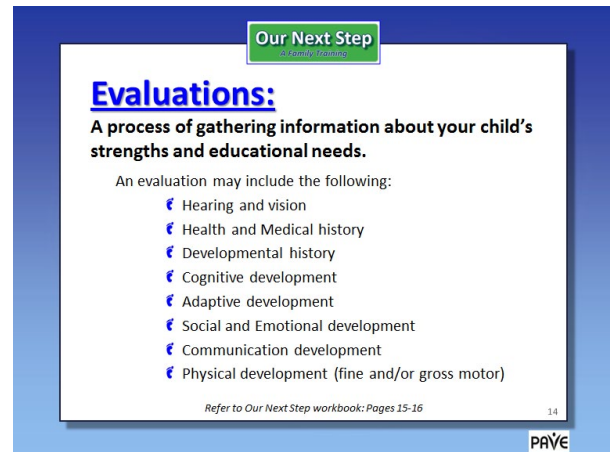 Our Next Step
A Family Training
Evaluations:
A process of gathering information about your child's
strengths and educational needs.
An evaluation may include the following:
Hearing and vision
Health and Medical history
Developmental history
Cognitive development
Adaptive development
Social and Emotional development
Communication development
Physical development (fine and/or gross motor)
Refer to Our Next Step workbook: Pages 15-16
14
PAVE